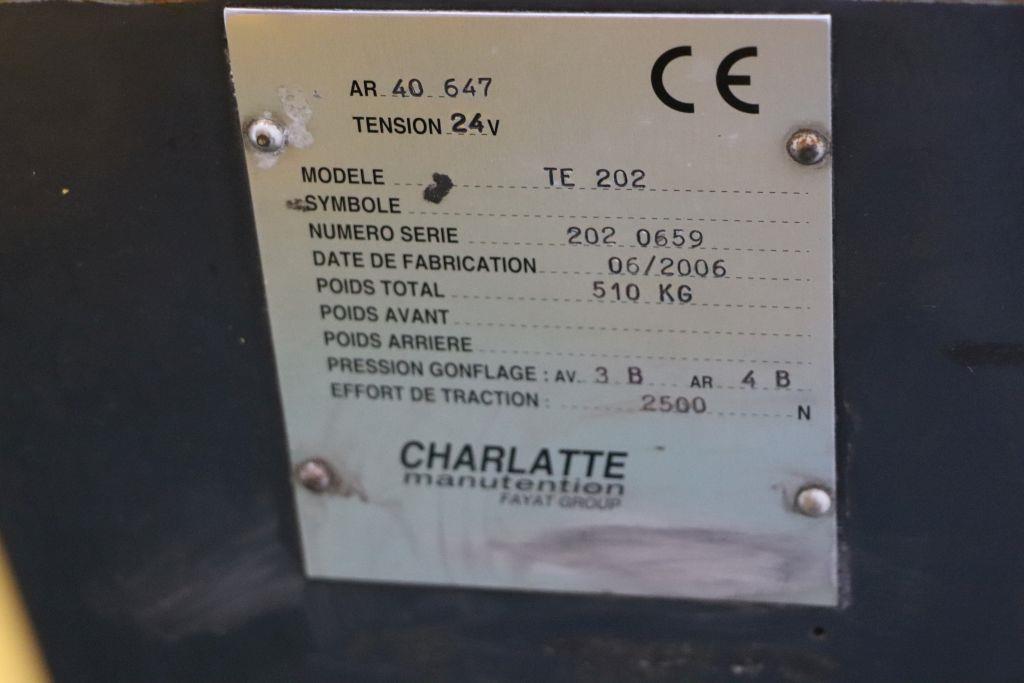 CE
AR 40 647
TENSION 24 V
MODELE TE 202
SYMBOLE
NUMERO SERIE 202 0659
DATE DE FABRICATION 06/2006
POIDS TOTAL 510 KG
POIDS AVANT
POIDS ARRIERE
PRESSION GONFLAGE : AV. 3 B AR 4 B
EFFORT DE TRACTION : 2500 N
CHARLATTE
manutention
FAYAT GROUP